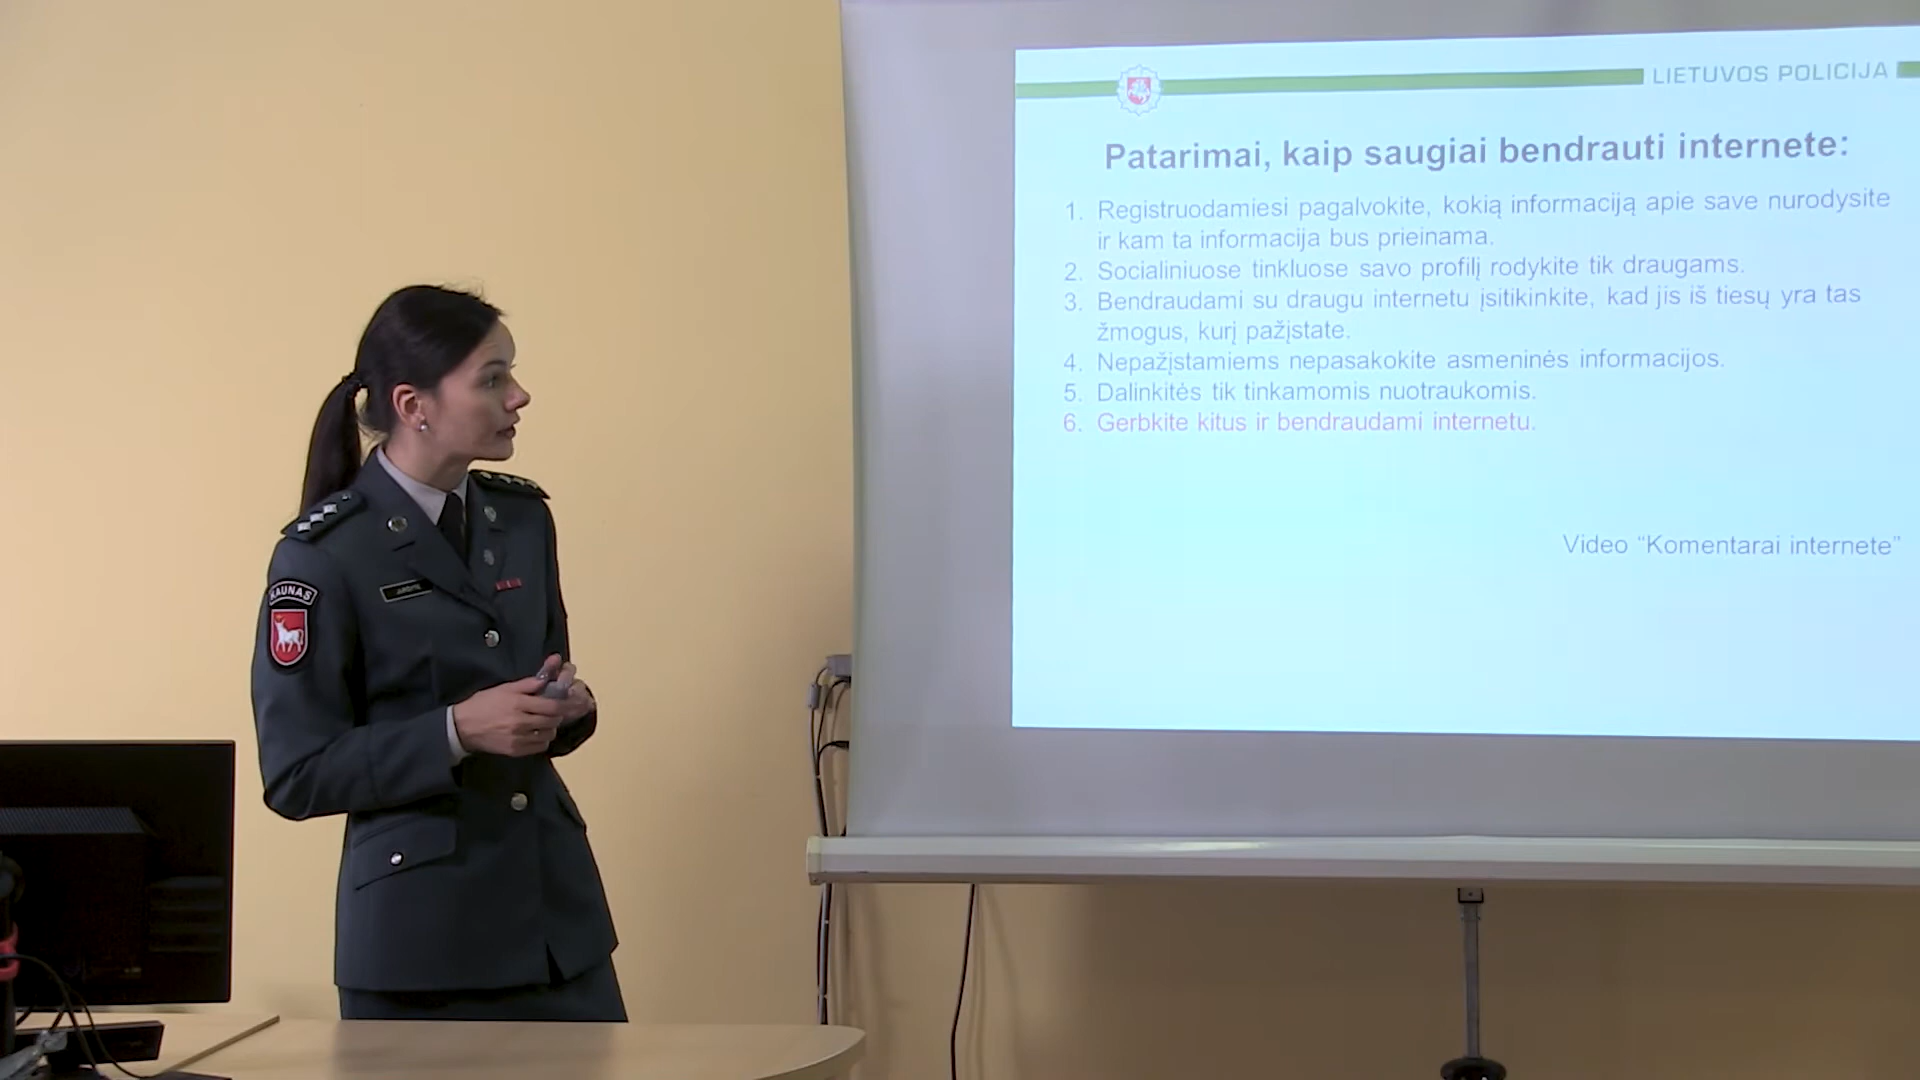 LIETUVOS POLICIJA
Patarimai, kaip saugiai bendrauti internete:
1. Registruodamiesi pagalvokite, kokią informaciją apie save nurodysite
ir kam ta informacija bus prieinama.
2. Socialiniuose tinkluose savo profilį rodykite tik draugams.
3. Bendraudami su draugu internetu įsitikinkite, kad jis iš tiesų yra tas
žmogus, kurį pažįstate.
4. Nepažįstamiems nepasakokite asmeninės informacijos.
5. Dalinkitės tik tinkamomis nuotraukomis.
6. Gerbkite kitus ir bendraudami internetu.
Video “Komentarai internete”
KAUNAS